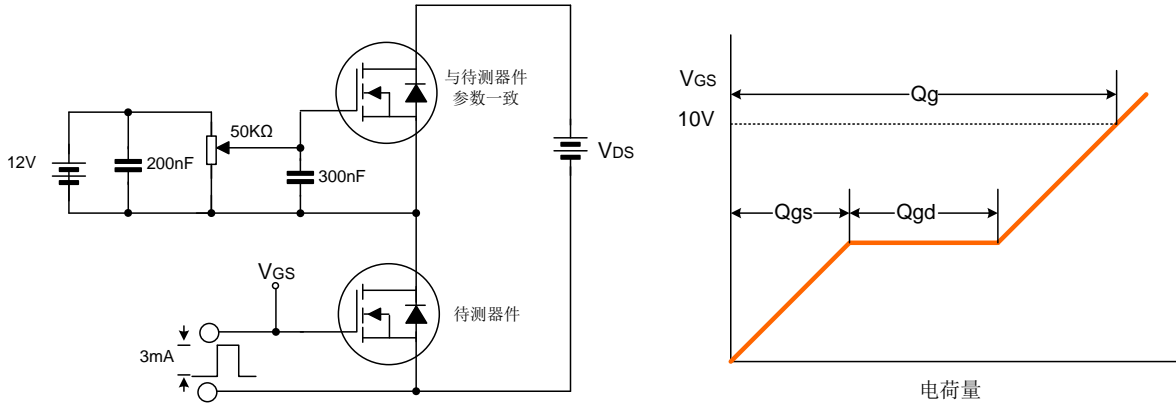 与待测器件
参数一致
50KΩ
12V
200nF
300nF
VDS
VGS
待测器件
3mA
VGS
Qg
10V
Qgs
Qgd
电荷量